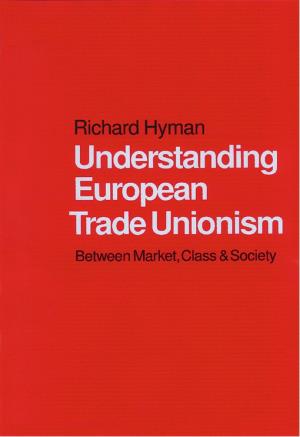 Richard Hyman
Understanding
European
Trade Unionism
Between Market, Class & Society